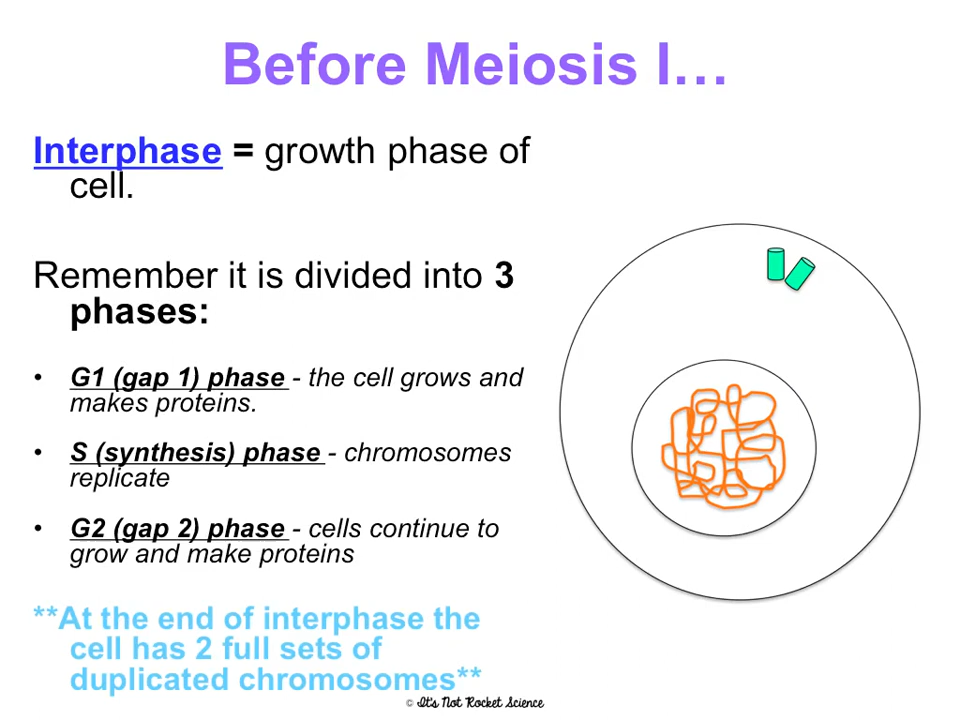 Before Meiosis I…
Interphase = growth phase of
cell.
Remember it is divided into 3
phases:
• G1 (gap 1) phase - the cell grows and
makes proteins.
• S (synthesis) phase - chromosomes
replicate
• G2 (gap 2) phase - cells continue to
grow and make proteins
**At the end of interphase the
cell has 2 full sets of
duplicated chromosomes**
© It's Not Rocket Science